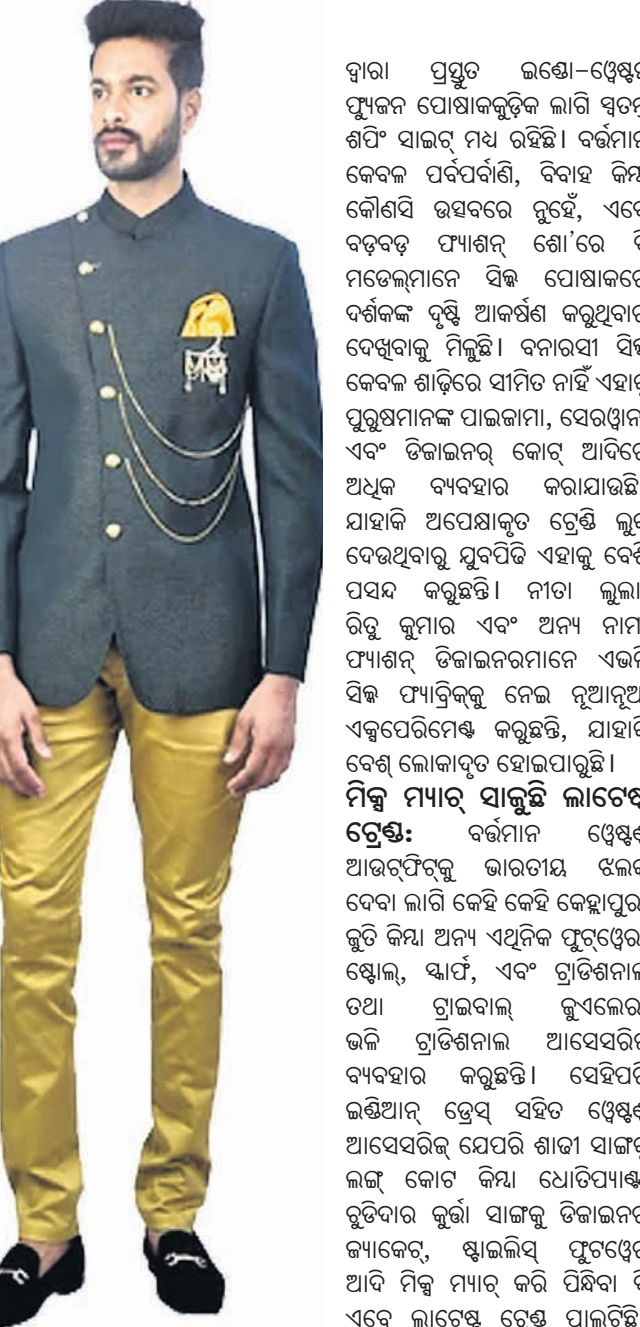 ଦ୍ୱାରା ପ୍ରସ୍ତୁତ ଇଣ୍ଡୋ-ୱେଷ୍ଟର
ଫ୍ୟୁଜନ ପୋଷାକକୁଡ଼ିକ ଲାଗି ସ୍ୱତନ୍ତ୍ର
ଶପିଂ ସାଇଟ୍ ମଧ୍ୟ ରହିଛି। ବର୍ତ୍ତମାନ
କେବଳ ପର୍ବପର୍ବାଣି, ବିବାହ କିମ୍ବା
କୌଣସି ଉତ୍ସବରେ ନୁହେଁ, ଏବେ
ବଡ଼ବଡ଼ ଫ୍ୟାଶନ୍ ଶୋ'ରେ
ମଡେଲ୍‌ମାନେ ସିଲ୍କ ପୋଷାକରେ
ଦର୍ଶକଙ୍କ ଦୃଷ୍ଟି ଆକର୍ଷଣ କରୁଥିବାର
ଦେଖିବାକୁ ମିଳୁଛି। ବନାରସୀ ସିଲ୍କ
କେବଳ ଶାଢ଼ିରେ ସୀମିତ ନାହିଁ ଏହାକୁ
ପୁରୁଷମାନଙ୍କ ପାଇଜାମା, ସେରୱାନୀ
ଏବଂ ଡିଜାଇନର୍ କୋଟ୍ ଆଦିରେ
ଅଧିକ ବ୍ୟବହାର କରାଯାଉଛି
ଯାହାକି ଅପେକ୍ଷାକୃତ ଟ୍ରେଣ୍ଡି ଲୁକ
ଦେଉଥିବାରୁ ଯୁବପିଢି ଏହାକୁ ବେଶି
ପସନ୍ଦ କରୁଛନ୍ତି। ନୀତା ଲୁଲା
ରିତୁ କୁମାର ଏବଂ ଅନ୍ୟ ନାମୀ
ଫ୍ୟାଶନ୍ ଡିଜାଇନରମାନେ ଏଭଳି
ସିଲ୍କ ଫ୍ୟାବ୍ରିକ୍‌କୁ ନେଇ ନୂଆନୂଆ
ଏକ୍ସପେରିମେଣ୍ଟ କରୁଛନ୍ତି, ଯାହାକି
ବେଶ୍ ଲୋକାଦୃତ ହୋଇପାରୁଛି।
ମିକ୍ସ ମ୍ୟାଚ୍ ସାଜୁଛି ଲାଟେଷ୍ଟ
ଟ୍ରେଣ୍ଡ: ବର୍ତ୍ତମାନ ୱେଷ୍ଟର୍ଣ୍ଣ
ଆଉଟ୍‌ଫିଟ୍‌କୁ ଭାରତୀୟ ଝଲକ
ଦେବା ଲାଗି କେହି କେହି କେହ୍ଲାପୁରୀ
ଜୁତି କିମ୍ବା ଅନ୍ୟ ଏଥିନିକ ଫୁଟ୍‌ୱେର
ଷ୍ଟୋଲ୍, ସ୍କାର୍ଫ, ଏବଂ ଟ୍ରାଡିଶନାଲ
ତଥା ଟ୍ରାଇବାଲ୍ ଜୁଏଲେରୀ
ଭଳି ଟ୍ରାଡିଶନାଲ ଆସେସରିଜ
ବ୍ୟବହାର କରୁଛନ୍ତି। ସେହିପରି
ଇଣ୍ଡିଆନ୍ ଡ୍ରେସ୍ ସହିତ ୱେଷ୍ଟର୍ଣ୍ଣ
ଆସେସରିଜ୍ ଯେପରି ଶାଢୀ ସାଙ୍ଗକୁ
ଲଙ୍ଗ୍ କୋଟ କିମ୍ବା ଧୋତିପ୍ୟାଣ୍ଟ
ଚୁଡିଦାର କୁର୍ତ୍ତା ସାଙ୍ଗକୁ ଡିଜାଇନର
ଜ୍ୟାକେଟ୍, ଷ୍ଟାଇଲିସ୍ ଫୁଟୱେର
ଆଦି ମିକ୍ସ ମ୍ୟାଚ୍ କରି ପିନ୍ଧିବା
ଏବେ ଲାଟେଷ୍ଟ ଟ୍ରେଣ୍ଡ ପାଲଟିଛି